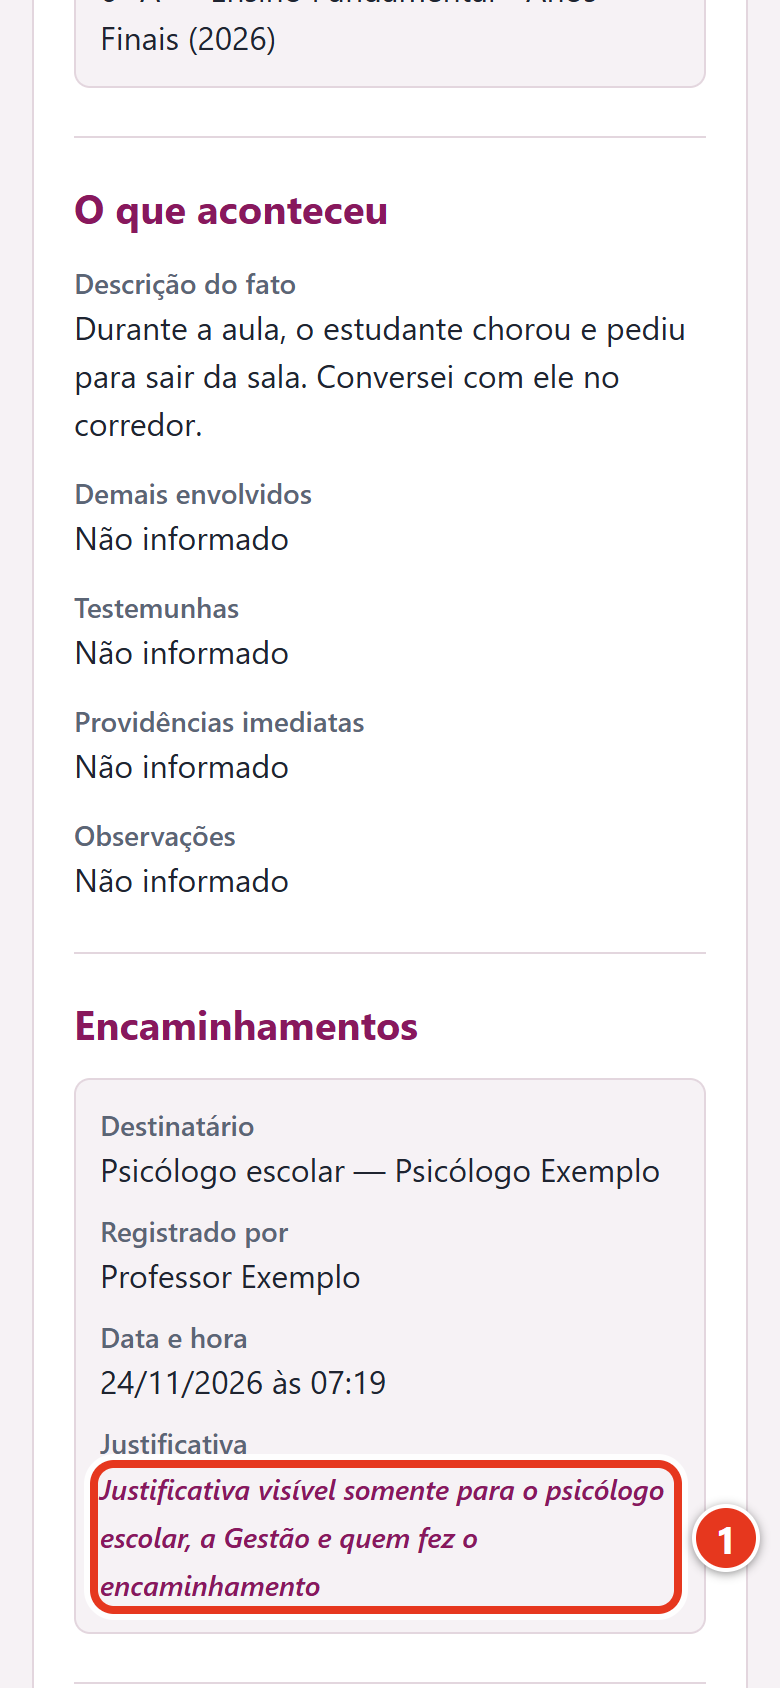 Finais (2026)
O que aconteceu
Descrição do fato
Durante a aula, o estudante chorou e pediu
para sair da sala. Conversei com ele no
corredor.
Demais envolvidos
Não informado
Testemunhas
Não informado
Providências imediatas
Não informado
Observações
Não informado
Encaminhamentos
Destinatário
Psicólogo escolar — Psicólogo Exemplo
Registrado por
Professor Exemplo
Data e hora
24/11/2026 às 07:19
Justificativa
Justificativa visível somente para o psicólogo
escolar, a Gestão e quem fez o
encaminhamento
1